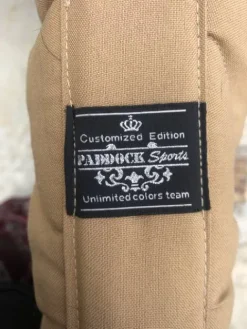 Customized Edition
PADDOCK Sports
Unlimited colors team